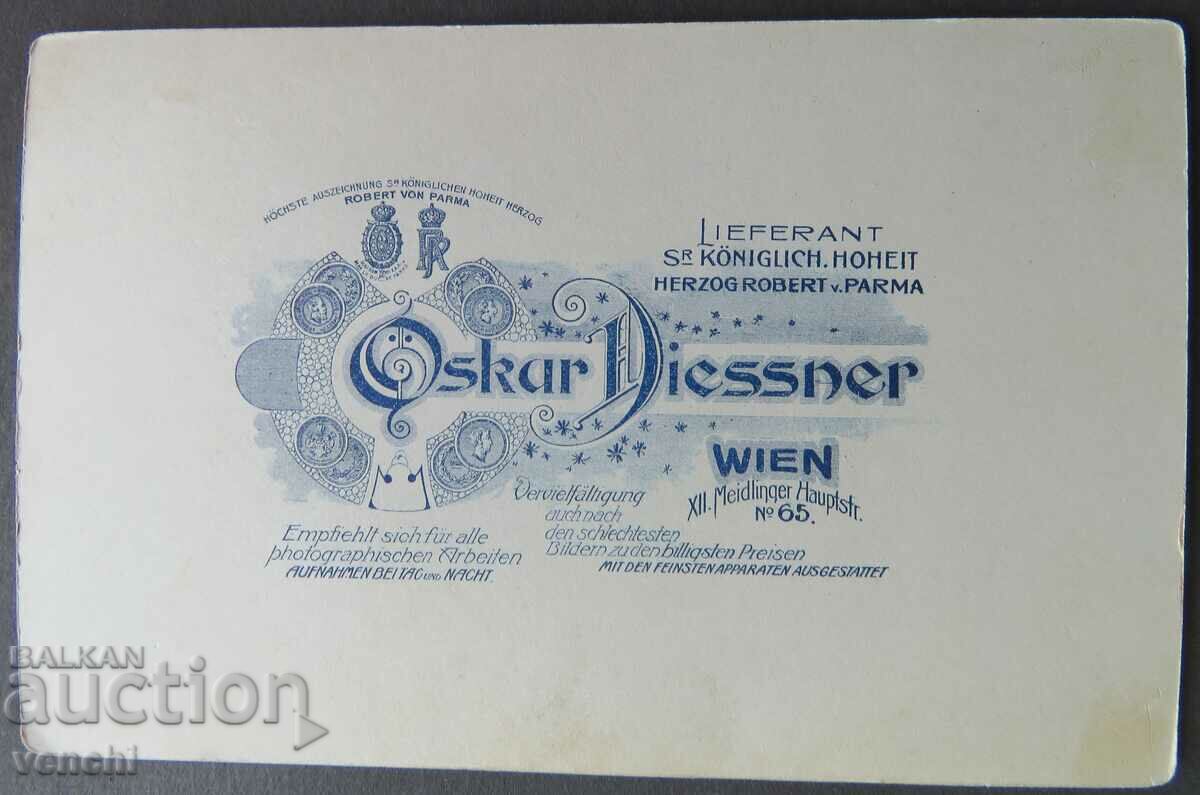 HÖCHSTE AUSZEICHNUNG SR KÖNIGLICHEN HOHEIT HERZOG
ROBERT VON PARMA
LIEFERANT
SR KÖNIGLICH. HOHEIT
HERZOG ROBERT v. PARMA
Oskar Diessner
WIEN
XII. Meidlinger Hauptstr.
No 65.
Empfiehlt sich für alle
photographischen Arbeiten
AUFNAHMEN BEI TAG UND NACHT.
Vervielfältigung
auch nach
den schlechtesten
Bildern zu den billigsten Preisen
MIT DEN FEINSTEN APPARATEN AUSGESTATTET
BALKAN
auction
venchi